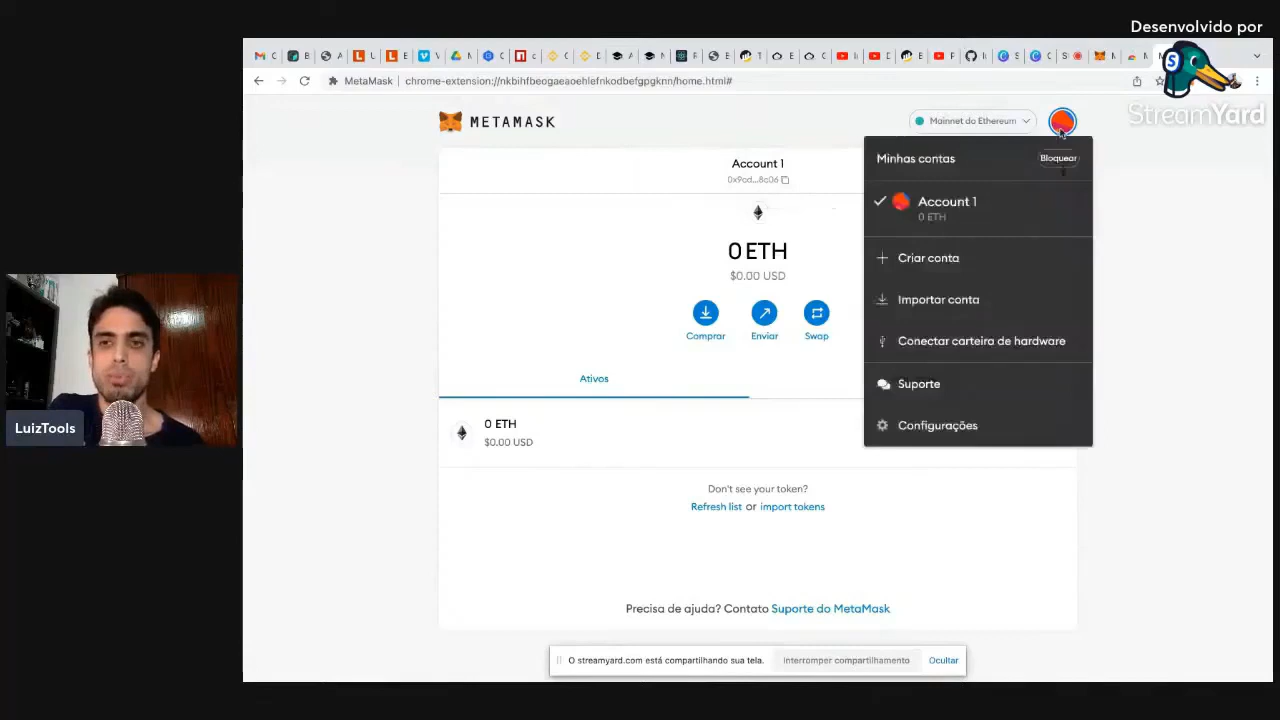 Desenvolvido por
StreamYard
MetaMask
chrome-extension://nkbihfbeogaeaoehlefnkodbefgpgknn/home.html#
METAMASK
Mainnet do Ethereum
Account 1
0x9cd...8c06
Minhas contas
Bloquear
Account 1
0 ETH
Criar conta
Importar conta
Conectar carteira de hardware
Suporte
Configurações
0 ETH
$0.00 USD
Comprar
Enviar
Swap
Ativos
0 ETH
$0.00 USD
Don't see your token?
Refresh list or import tokens
Precisa de ajuda? Contato Suporte do MetaMask
LuizTools
O streamyard.com está compartilhando sua tela.
Interromper compartilhamento
Ocultar